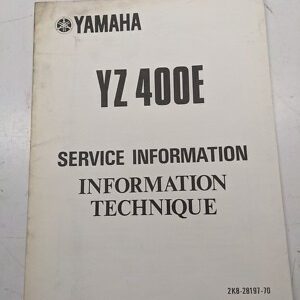 YAMAHA
YZ 400E
SERVICE INFORMATION
INFORMATION
TECHNIQUE
2K8-28197-70